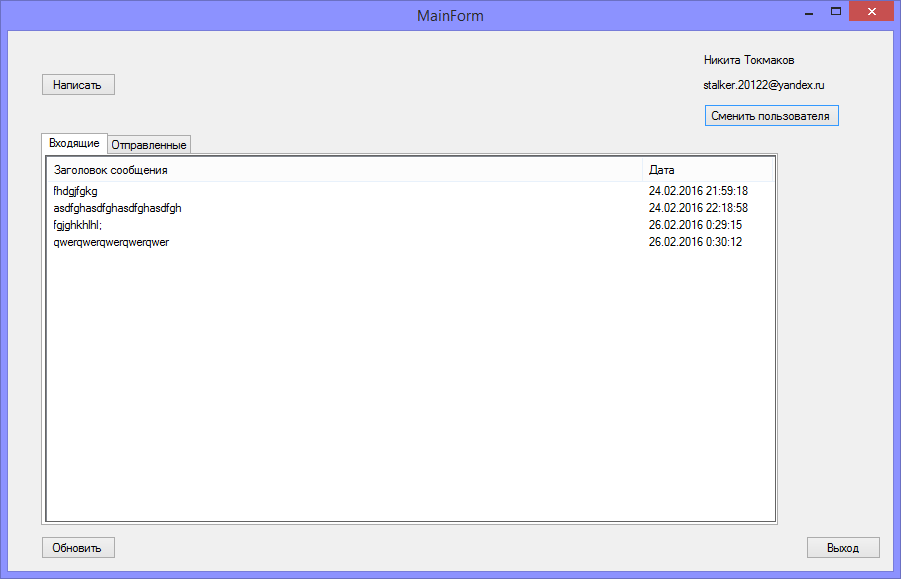 MainForm
Никита Токмаков
Написать
stalker.20122@yandex.ru
Сменить пользователя
Входящие Отправленные
Заголовок сообщения Дата
fhdgjfgkg 24.02.2016 21:59:18
asdfghasdfghasdfghasdfgh 24.02.2016 22:18:58
fgjghkhlhl; 26.02.2016 0:29:15
qwerqwerqwerqwerqwer 26.02.2016 0:30:12
Обновить Выход